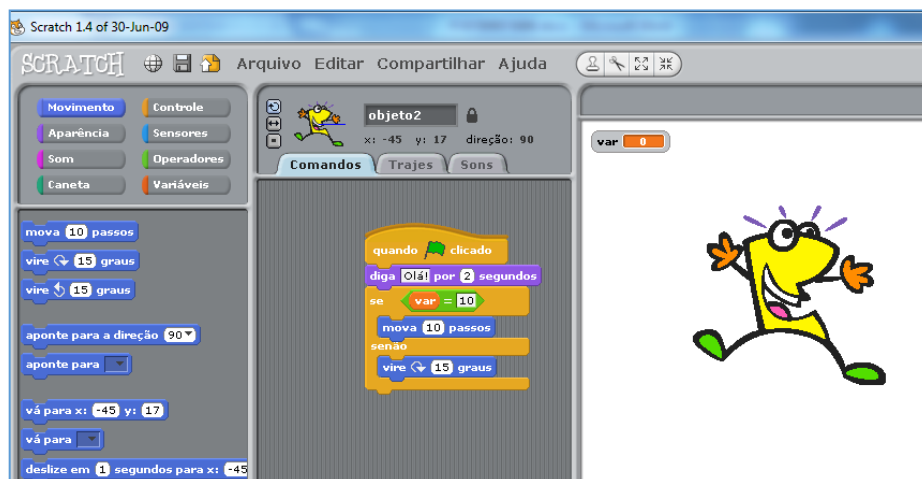 Scratch 1.4 of 30-Jun-09
SCRATCH Arquivo Editar Compartilhar Ajuda
Movimento Controle
Aparência Sensores
Som Operadores
Caneta Variáveis
mova 10 passos
vire 15 graus
vire 15 graus
aponte para a direção 90
aponte para
vá para x: -45 y: 17
vá para
deslize em 1 segundos para x: -45
objeto2
x: -45 y: 17 direção: 90
Comandos Trajes Sons
quando clicado
diga Olá! por 2 segundos
se var = 10
mova 10 passos
senão
vire 15 graus
var 0